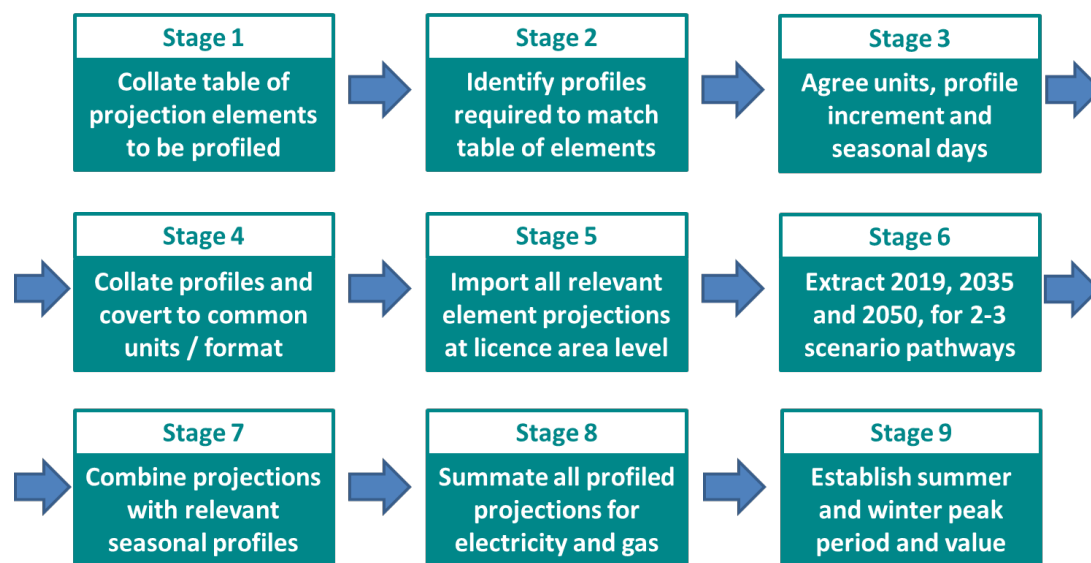 Stage 1
Collate table of
projection elements
to be profiled
Stage 2
Identify profiles
required to match
table of elements
Stage 3
Agree units, profile
increment and
seasonal days
Stage 4
Collate profiles and
covert to common
units / format
Stage 5
Import all relevant
element projections
at licence area level
Stage 6
Extract 2019, 2035
and 2050, for 2-3
scenario pathways
Stage 7
Combine projections
with relevant
seasonal profiles
Stage 8
Summate all profiled
projections for
electricity and gas
Stage 9
Establish summer
and winter peak
period and value